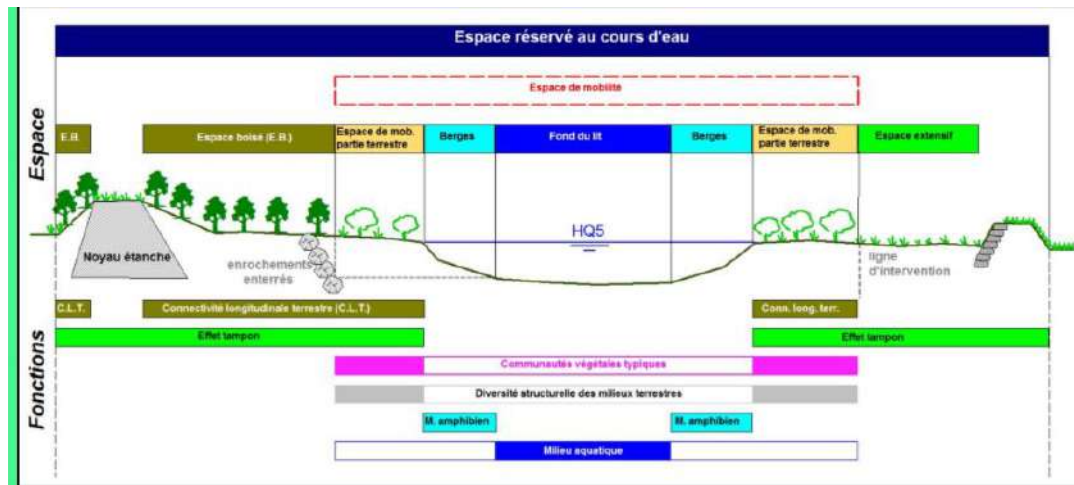 Espace réservé au cours d'eau
Espace
Espace de mobilité
E.B.
Espace boisé (E.B.)
Espace de mob.
partie terrestre
Berges
Fond du lit
Berges
Espace de mob.
partie terrestre
Espace extensif
HQ5
Noyau étanche
enrochements
enterrés
ligne
d'intervention
Fonctions
C.L.T.
Connectivité longitudinale terrestre (C.L.T.)
Conn. long. terr.
Effet tampon
Effet tampon
Communautés végétales typiques
Diversité structurelle des milieux terrestres
M. amphibien
M. amphibien
Milieu aquatique